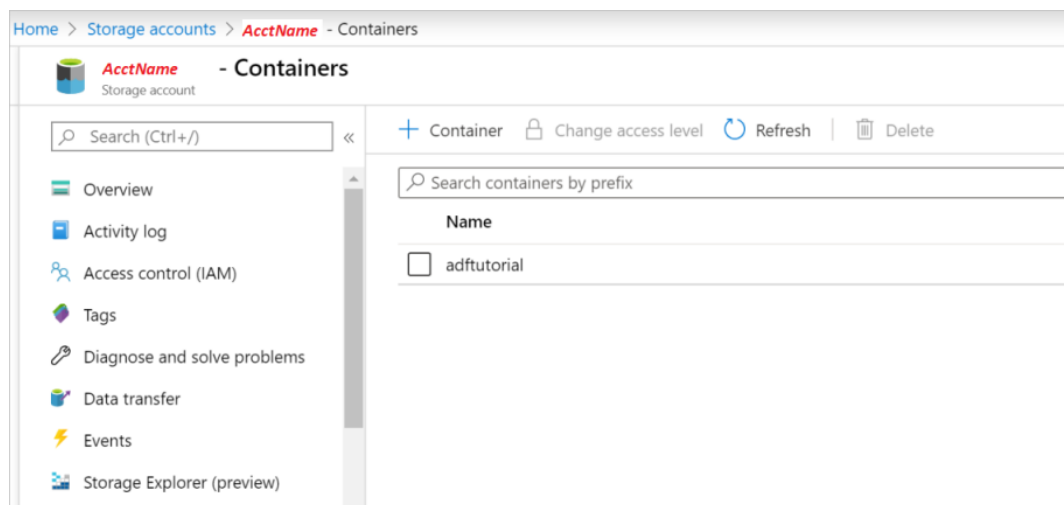 Home > Storage accounts > AcctName - Containers
AcctName - Containers
Storage account
Search (Ctrl+/)
«
Overview
Activity log
Access control (IAM)
Tags
Diagnose and solve problems
Data transfer
Events
Storage Explorer (preview)
+ Container Change access level Refresh Delete
Search containers by prefix
Name
adftutorial